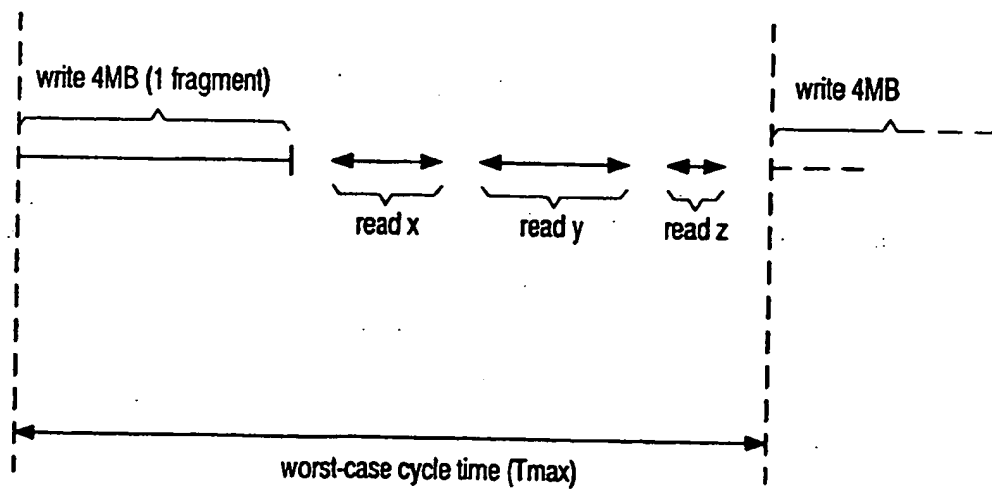 write 4MB (1 fragment)
write 4MB
read x
read y
read z
worst-case cycle time (Tmax)